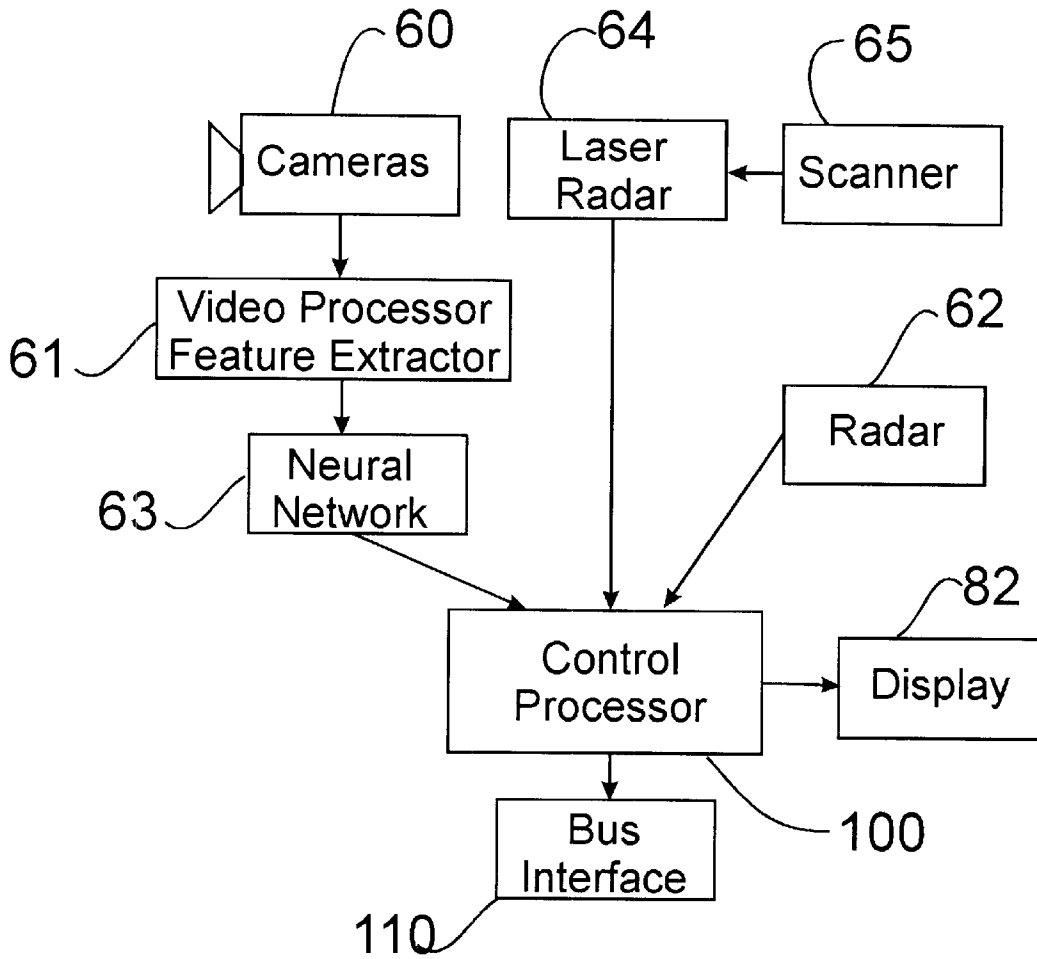 60
64
65
Cameras
Laser
Radar
Scanner
Video Processor
Feature Extractor
61
62
Radar
Neural
Network
63
82
Control
Processor
Display
Bus
Interface
100
110